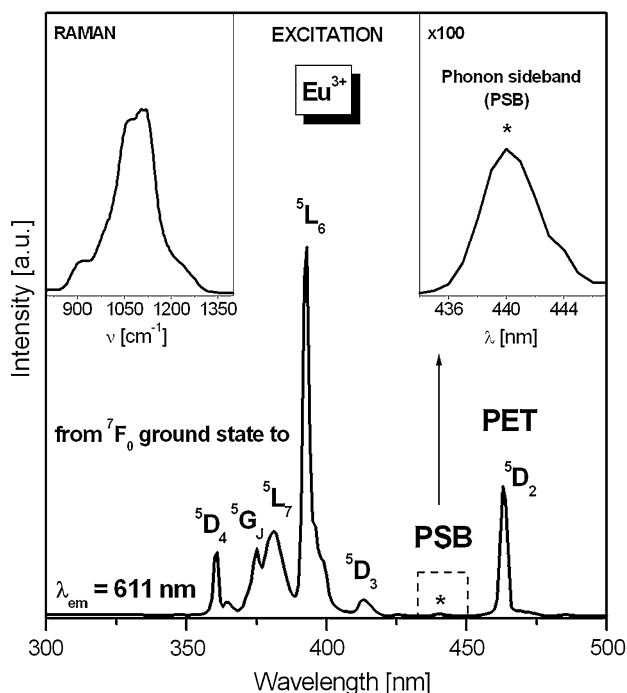 RAMAN
EXCITATION
x100
Eu3+
Phonon sideband
(PSB)
*
900 1050 1200 1350
ν [cm-1]
436 440 444
λ [nm]
Intensity [a.u.]
5L6
from 7F0 ground state to
PET
5D2
5D4
5GJ
5L7
5D3
PSB
*
λem = 611 nm
300 350 400 450 500
Wavelength [nm]